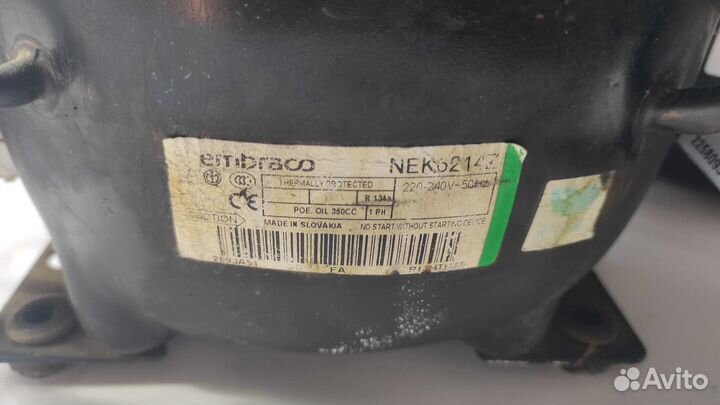 embraco NEK6214Z
THERMALLY PROTECTED 220-240V~50HZ
R 134a
POE. OIL 350CC 1 PH
SUCTION MADE IN SLOVAKIA NO START WITHOUT STARTING DEVICE
CE
FA
Avito